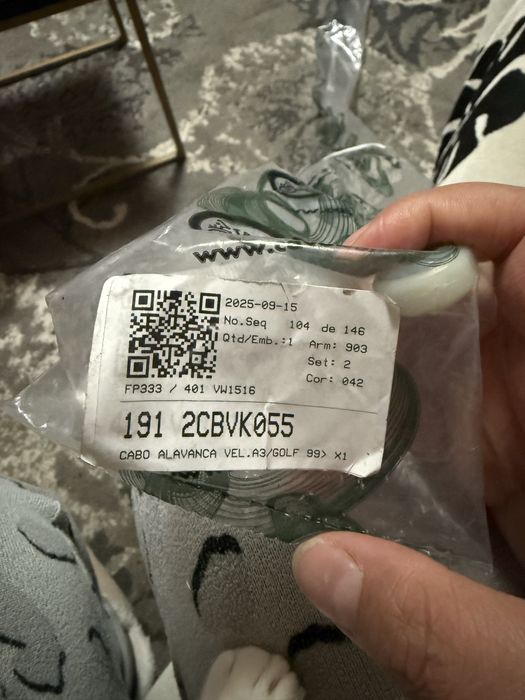 www.c
2025-09-15
No.Seq 104 de 146
Qtd/Emb.:1 Arm: 903
Set: 2
Cor: 042
FP333 / 401 VW1516
191 2CBVK055
CABO ALAVANCA VEL.A3/GOLF 99> X1